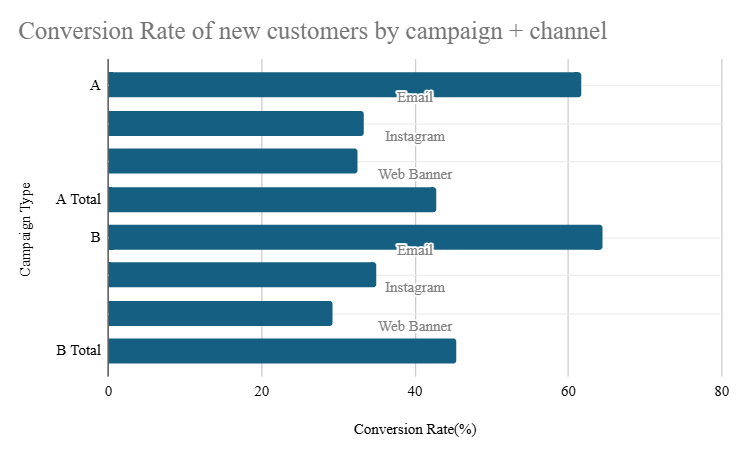 Conversion Rate of new customers by campaign + channel
A
Email
Instagram
Web Banner
A Total
B
Email
Instagram
Web Banner
B Total
Campaign Type
0 20 40 60 80
Conversion Rate(%)